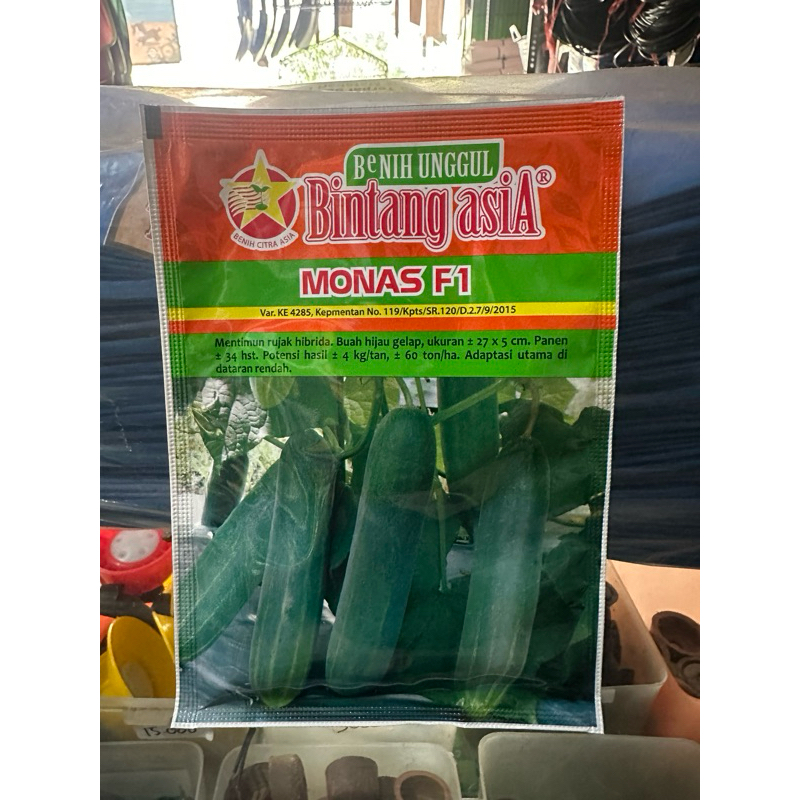 BeNIH UNGGUL
Bintang asiA®
BENIH CITRA ASIA
MONAS F1
Var. KE 4285, Kepmentan No. 119/Kpts/SR.120/D.2.7/9/2015
Mentimun rujak hibrida. Buah hijau gelap, ukuran ± 27 x 5 cm. Panen
± 34 hst. Potensi hasil ± 4 kg/tan, ± 60 ton/ha. Adaptasi utama di
dataran rendah.
15.000